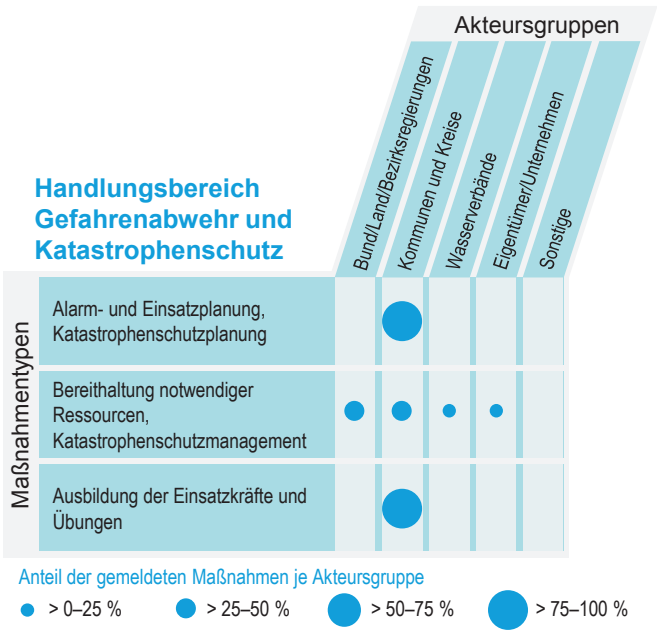 Akteursgruppen
Bund/Land/Bezirksregierungen
Kommunen und Kreise
Wasserverbände
Eigentümer/Unternehmen
Sonstige
Handlungsbereich
Gefahrenabwehr und
Katastrophenschutz
Maßnahmentypen
Alarm- und Einsatzplanung,
Katastrophenschutzplanung
Bereithaltung notwendiger
Ressourcen,
Katastrophenschutzmanagement
Ausbildung der Einsatzkräfte und
Übungen
Anteil der gemeldeten Maßnahmen je Akteursgruppe
> 0–25 % > 25–50 % > 50–75 % > 75–100 %